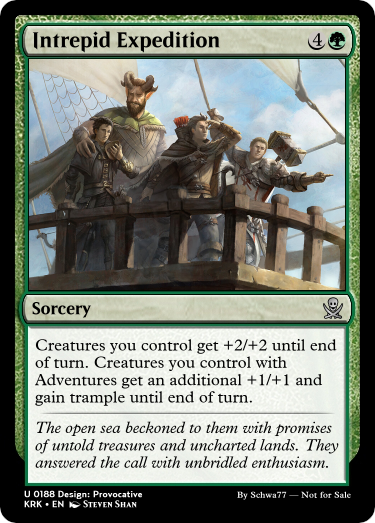 Intrepid Expedition 4
Sorcery
Creatures you control get +2/+2 until end
of turn. Creatures you control with
Adventures get an additional +1/+1 and
gain trample until end of turn.
The open sea beckoned to them with promises
of untold treasures and uncharted lands. They
answered the call with unbridled enthusiasm.
U 0188 Design: Provocative
By Schwa77 — Not for Sale
KRK • EN Steven Shan